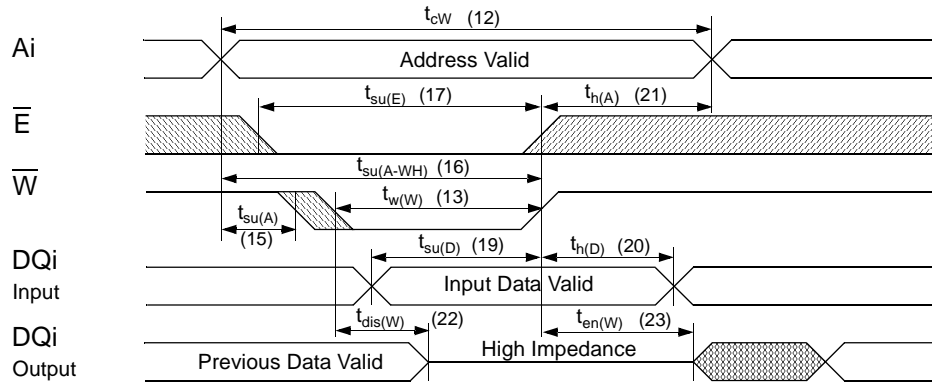 t_cW (12)
Ai
Address Valid
t_su(E) (17)
t_h(A) (21)
E̅
t_su(A-WH) (16)
W̅
t_w(W) (13)
t_su(A)
(15)
t_su(D) (19)
t_h(D) (20)
DQi
Input
Input Data Valid
t_dis(W) (22)
t_en(W) (23)
DQi
Output
Previous Data Valid
High Impedance